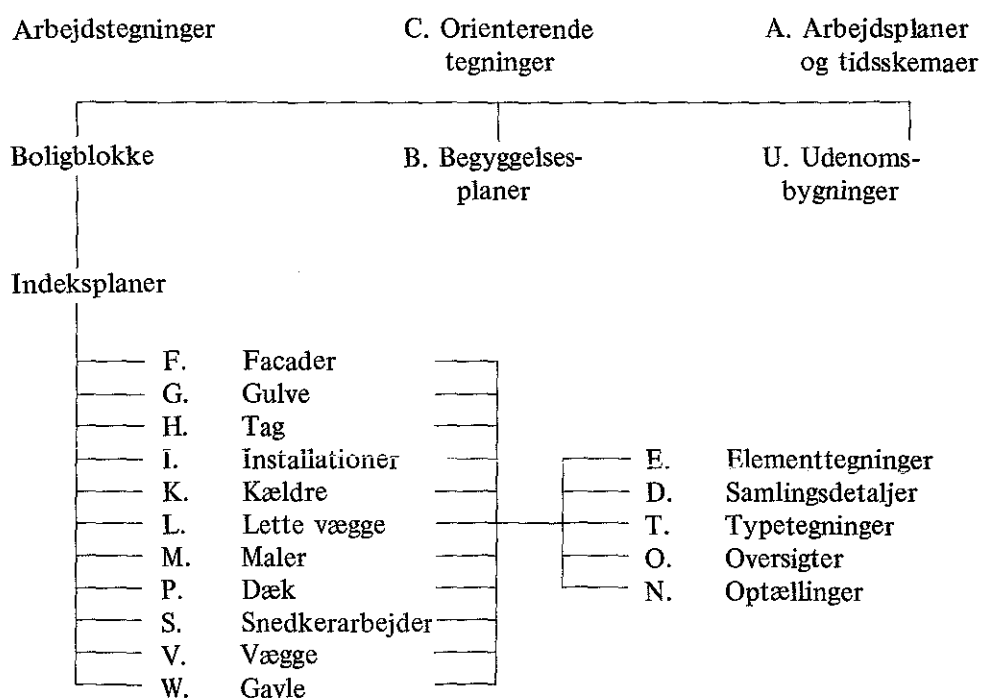 Arbejdstegninger
C. Orienterende
tegninger
A. Arbejdsplaner
og tidsskemaer
Boligblokke
B. Begyggelses-
planer
U. Udenoms-
bygninger
Indeksplaner
F. Facader
G. Gulve
H. Tag
I. Installationer
K. Kældre
L. Lette vægge
M. Maler
P. Dæk
S. Snedkerarbejder
V. Vægge
W. Gavle
E. Elementtegninger
D. Samlingsdetaljer
T. Typetegninger
O. Oversigter
N. Optællinger